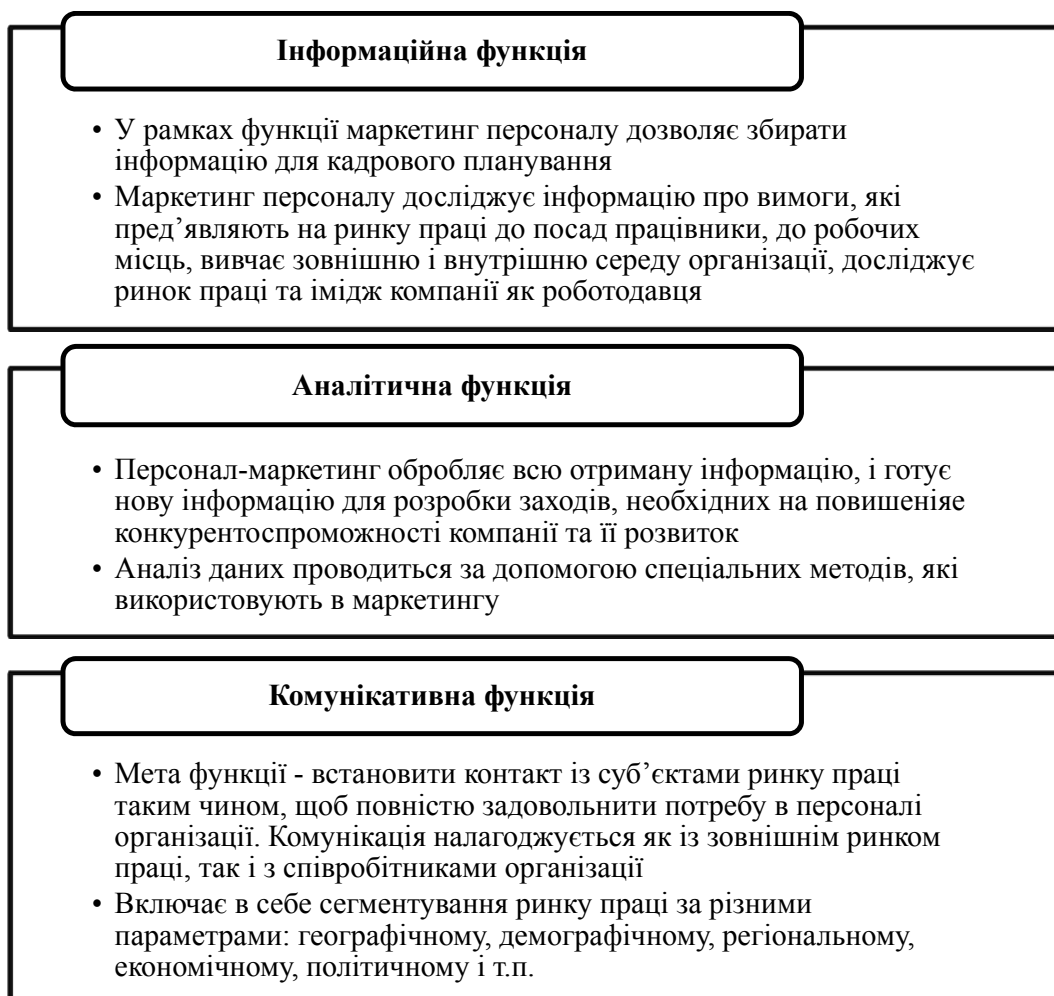 Інформаційна функція
• У рамках функції маркетинг персоналу дозволяє збирати
інформацію для кадрового планування
• Маркетинг персоналу досліджує інформацію про вимоги, які
пред’являють на ринку праці до посад працівники, до робочих
місць, вивчає зовнішню і внутрішню середу організації, досліджує
ринок праці та імідж компанії як роботодавця
Аналітична функція
• Персонал-маркетинг обробляє всю отриману інформацію, і готує
нову інформацію для розробки заходів, необхідних на повишеніяе
конкурентоспроможності компанії та її розвиток
• Аналіз даних проводиться за допомогою спеціальних методів, які
використовують в маркетингу
Комунікативна функція
• Мета функції - встановити контакт із суб’єктами ринку праці
таким чином, щоб повністю задовольнити потребу в персоналі
організації. Комунікація налагоджується як із зовнішнім ринком
праці, так і з співробітниками організації
• Включає в себе сегментування ринку праці за різними
параметрами: географічному, демографічному, регіональному,
економічному, політичному і т.п.